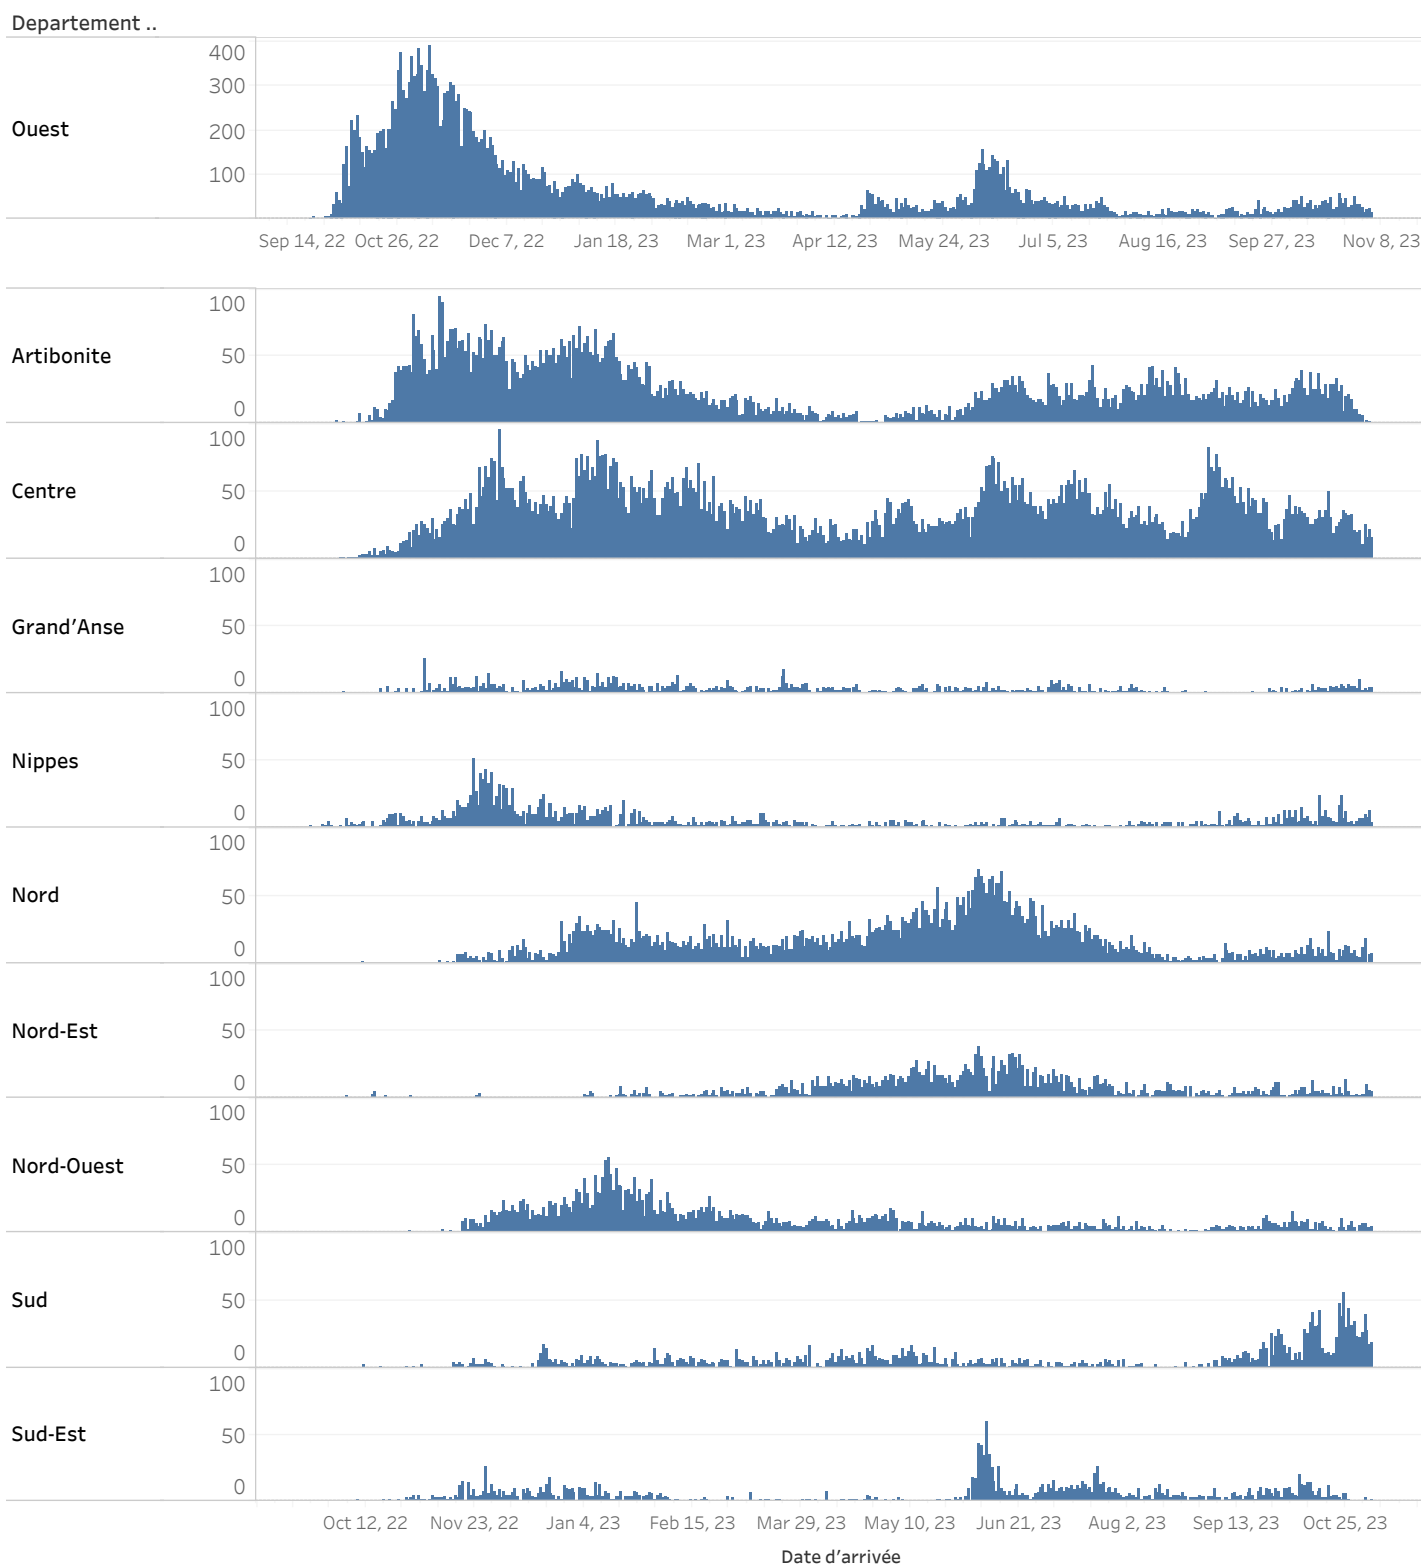 Departement ..
400
300
Ouest
200
100
Sep 14, 22 Oct 26, 22 Dec 7, 22 Jan 18, 23 Mar 1, 23 Apr 12, 23 May 24, 23 Jul 5, 23 Aug 16, 23 Sep 27, 23 Nov 8, 23
100
Artibonite 50
0
100
Centre 50
0
100
Grand'Anse 50
0
100
Nippes 50
0
100
Nord 50
0
100
Nord-Est 50
0
100
Nord-Ouest 50
0
100
Sud 50
0
100
Sud-Est 50
0
Oct 12, 22 Nov 23, 22 Jan 4, 23 Feb 15, 23 Mar 29, 23 May 10, 23 Jun 21, 23 Aug 2, 23 Sep 13, 23 Oct 25, 23
Date d'arrivée